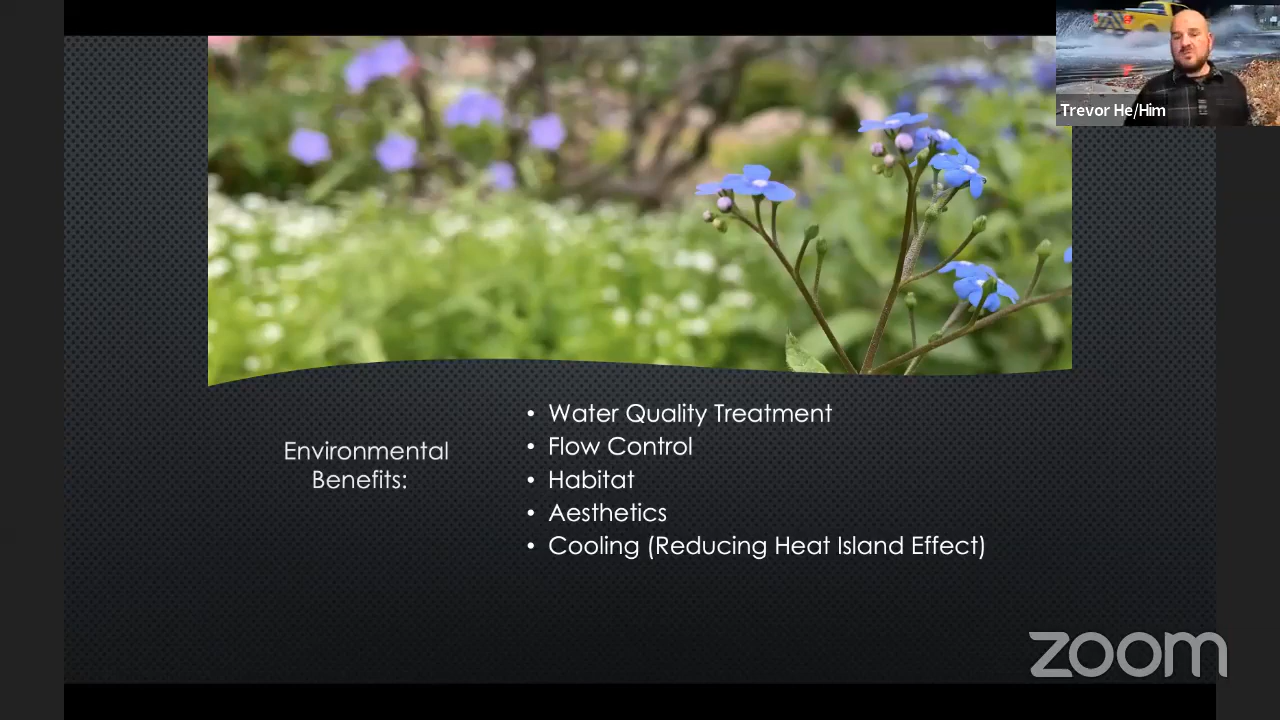 Trevor He/Him
Environmental
Benefits:
• Water Quality Treatment
• Flow Control
• Habitat
• Aesthetics
• Cooling (Reducing Heat Island Effect)
zoom